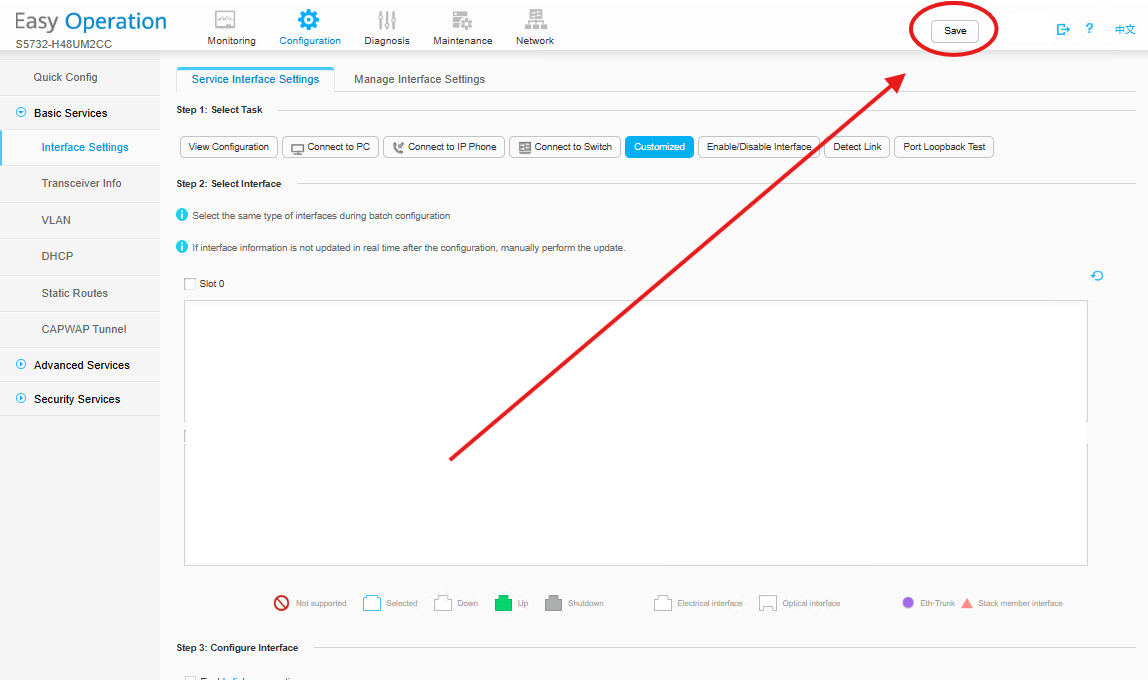 Easy Operation
S5732-H48UM2CC
Monitoring
Configuration
Diagnosis
Maintenance
Network
Save
?
中文
Quick Config
Basic Services
Interface Settings
Transceiver Info
VLAN
DHCP
Static Routes
CAPWAP Tunnel
Advanced Services
Security Services
Service Interface Settings
Manage Interface Settings
Step 1: Select Task
View Configuration
Connect to PC
Connect to IP Phone
Connect to Switch
Customized
Enable/Disable Interface
Detect Link
Port Loopback Test
Step 2: Select Interface
Select the same type of interfaces during batch configuration
If interface information is not updated in real time after the configuration, manually perform the update.
Slot 0
Not supported
Selected
Down
Up
Shutdown
Electrical interface
Optical interface
Eth-Trunk
Stack member interface
Step 3: Configure Interface